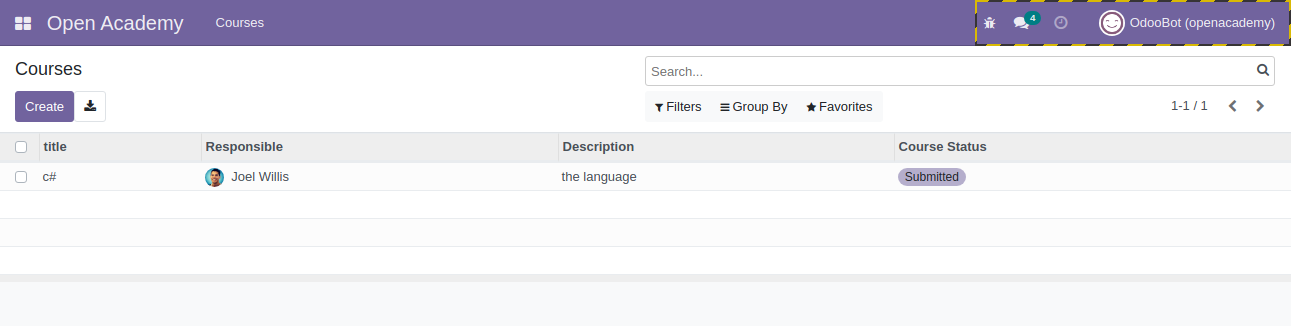 Open Academy Courses 4 OdooBot (openacademy)
Courses Search...
Create Filters Group By Favorites 1-1 / 1
title Responsible Description Course Status
c# Joel Willis the language Submitted